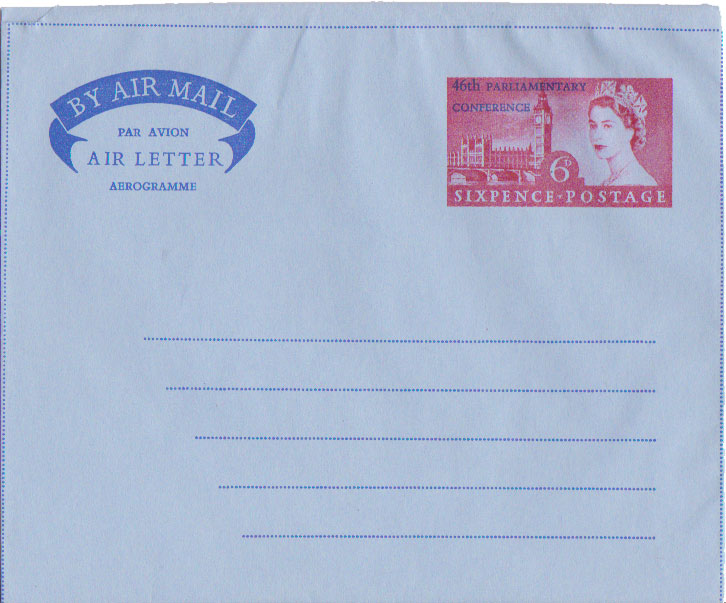 BY AIR MAIL
PAR AVION
AIR LETTER
AEROGRAMME
46th PARLIAMENTARY
CONFERENCE
6D
SIXPENCE·POSTAGE